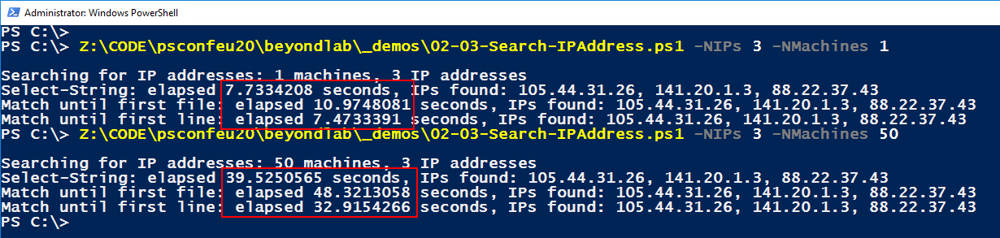 Administrator: Windows PowerShell
PS C:\>
PS C:\> Z:\CODE\psconfeu20\beyondlab\_demos\02-03-Search-IPAddress.ps1 -NIPs 3 -NMachines 1
Searching for IP addresses: 1 machines, 3 IP addresses
Select-String: elapsed 7.7334208 seconds, IPs found: 105.44.31.26, 141.20.1.3, 88.22.37.43
Match until first file: elapsed 10.9748081 seconds, IPs found: 105.44.31.26, 141.20.1.3, 88.22.37.43
Match until first line: elapsed 7.4733391 seconds, IPs found: 105.44.31.26, 141.20.1.3, 88.22.37.43
PS C:\> Z:\CODE\psconfeu20\beyondlab\_demos\02-03-Search-IPAddress.ps1 -NIPs 3 -NMachines 50
Searching for IP addresses: 50 machines, 3 IP addresses
Select-String: elapsed 39.5250565 seconds, IPs found: 105.44.31.26, 141.20.1.3, 88.22.37.43
Match until first file: elapsed 48.3213058 seconds, IPs found: 105.44.31.26, 141.20.1.3, 88.22.37.43
Match until first line: elapsed 32.9154266 seconds, IPs found: 105.44.31.26, 141.20.1.3, 88.22.37.43
PS C:\>